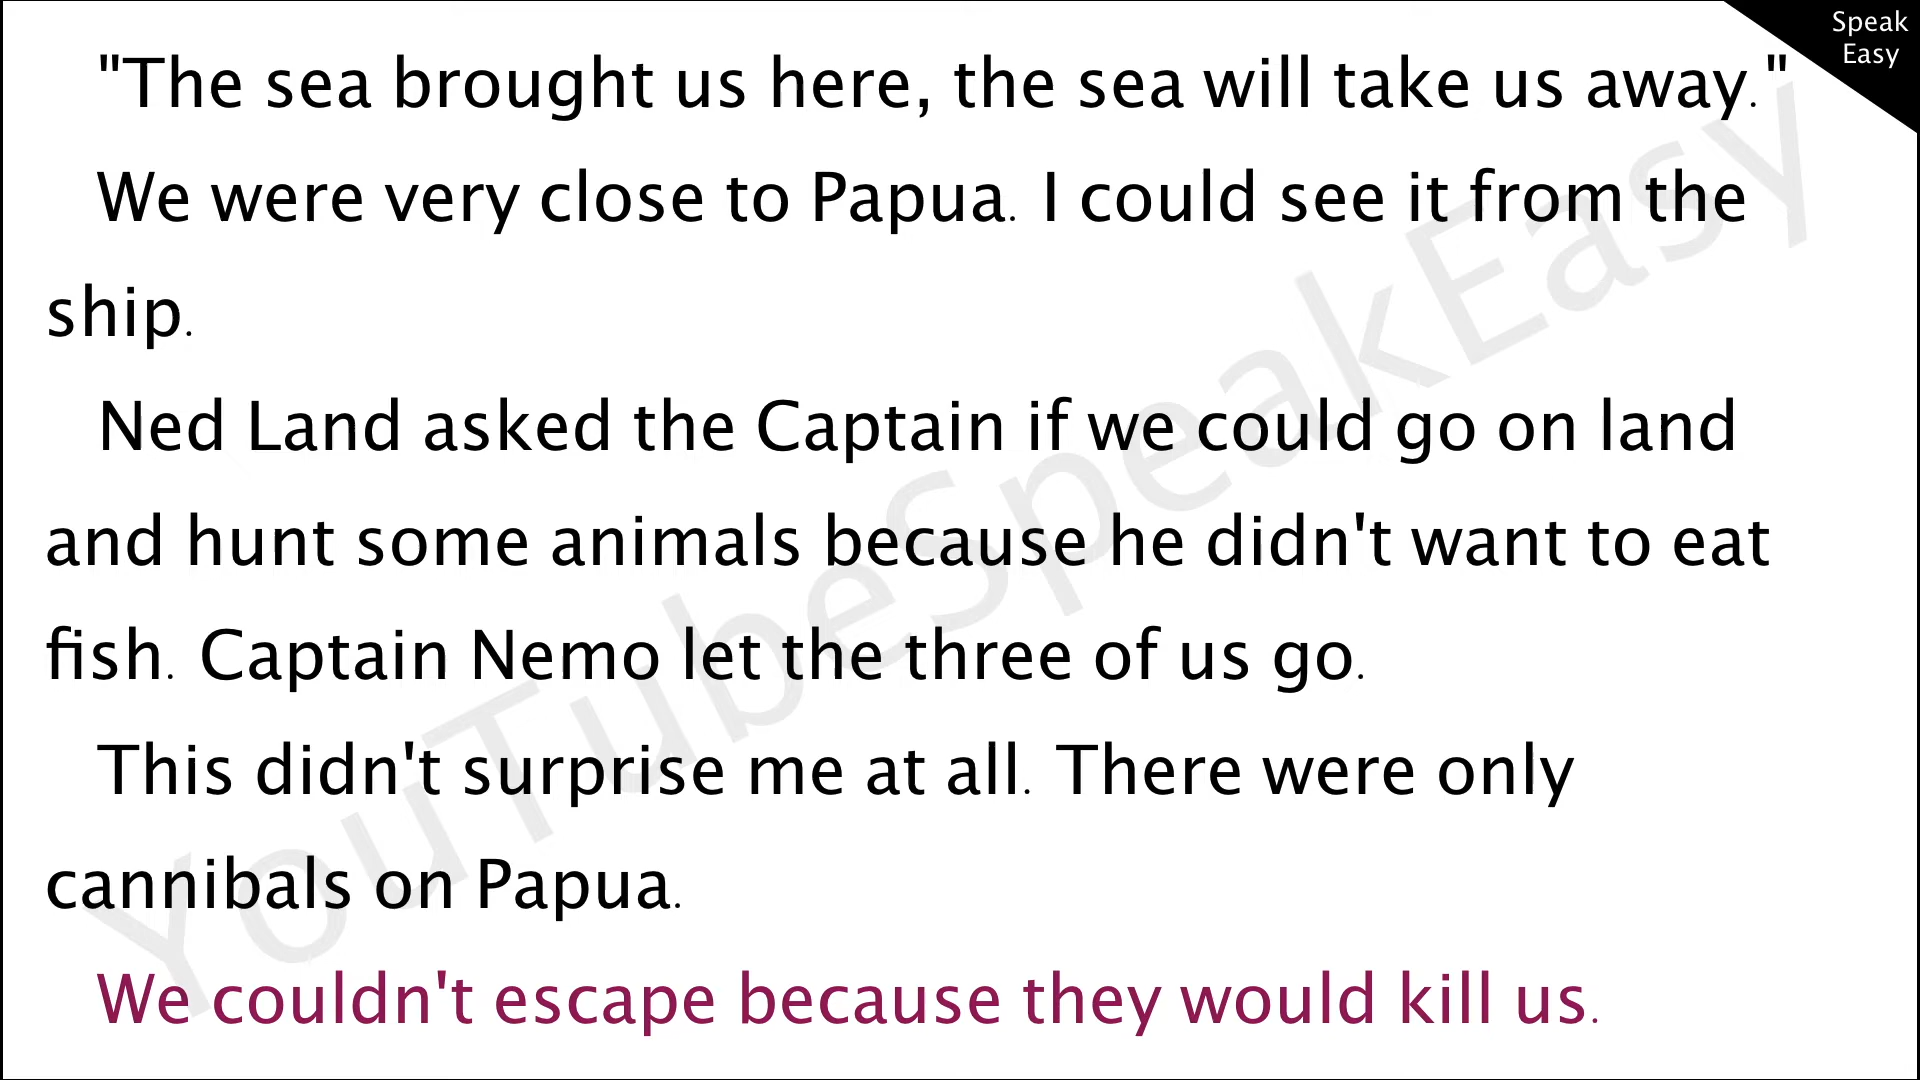 Speak
Easy
"The sea brought us here, the sea will take us away."
We were very close to Papua. I could see it from the
ship.
Ned Land asked the Captain if we could go on land
and hunt some animals because he didn't want to eat
fish. Captain Nemo let the three of us go.
This didn't surprise me at all. There were only
cannibals on Papua.
We couldn't escape because they would kill us.
YouTubeSpeakEasy